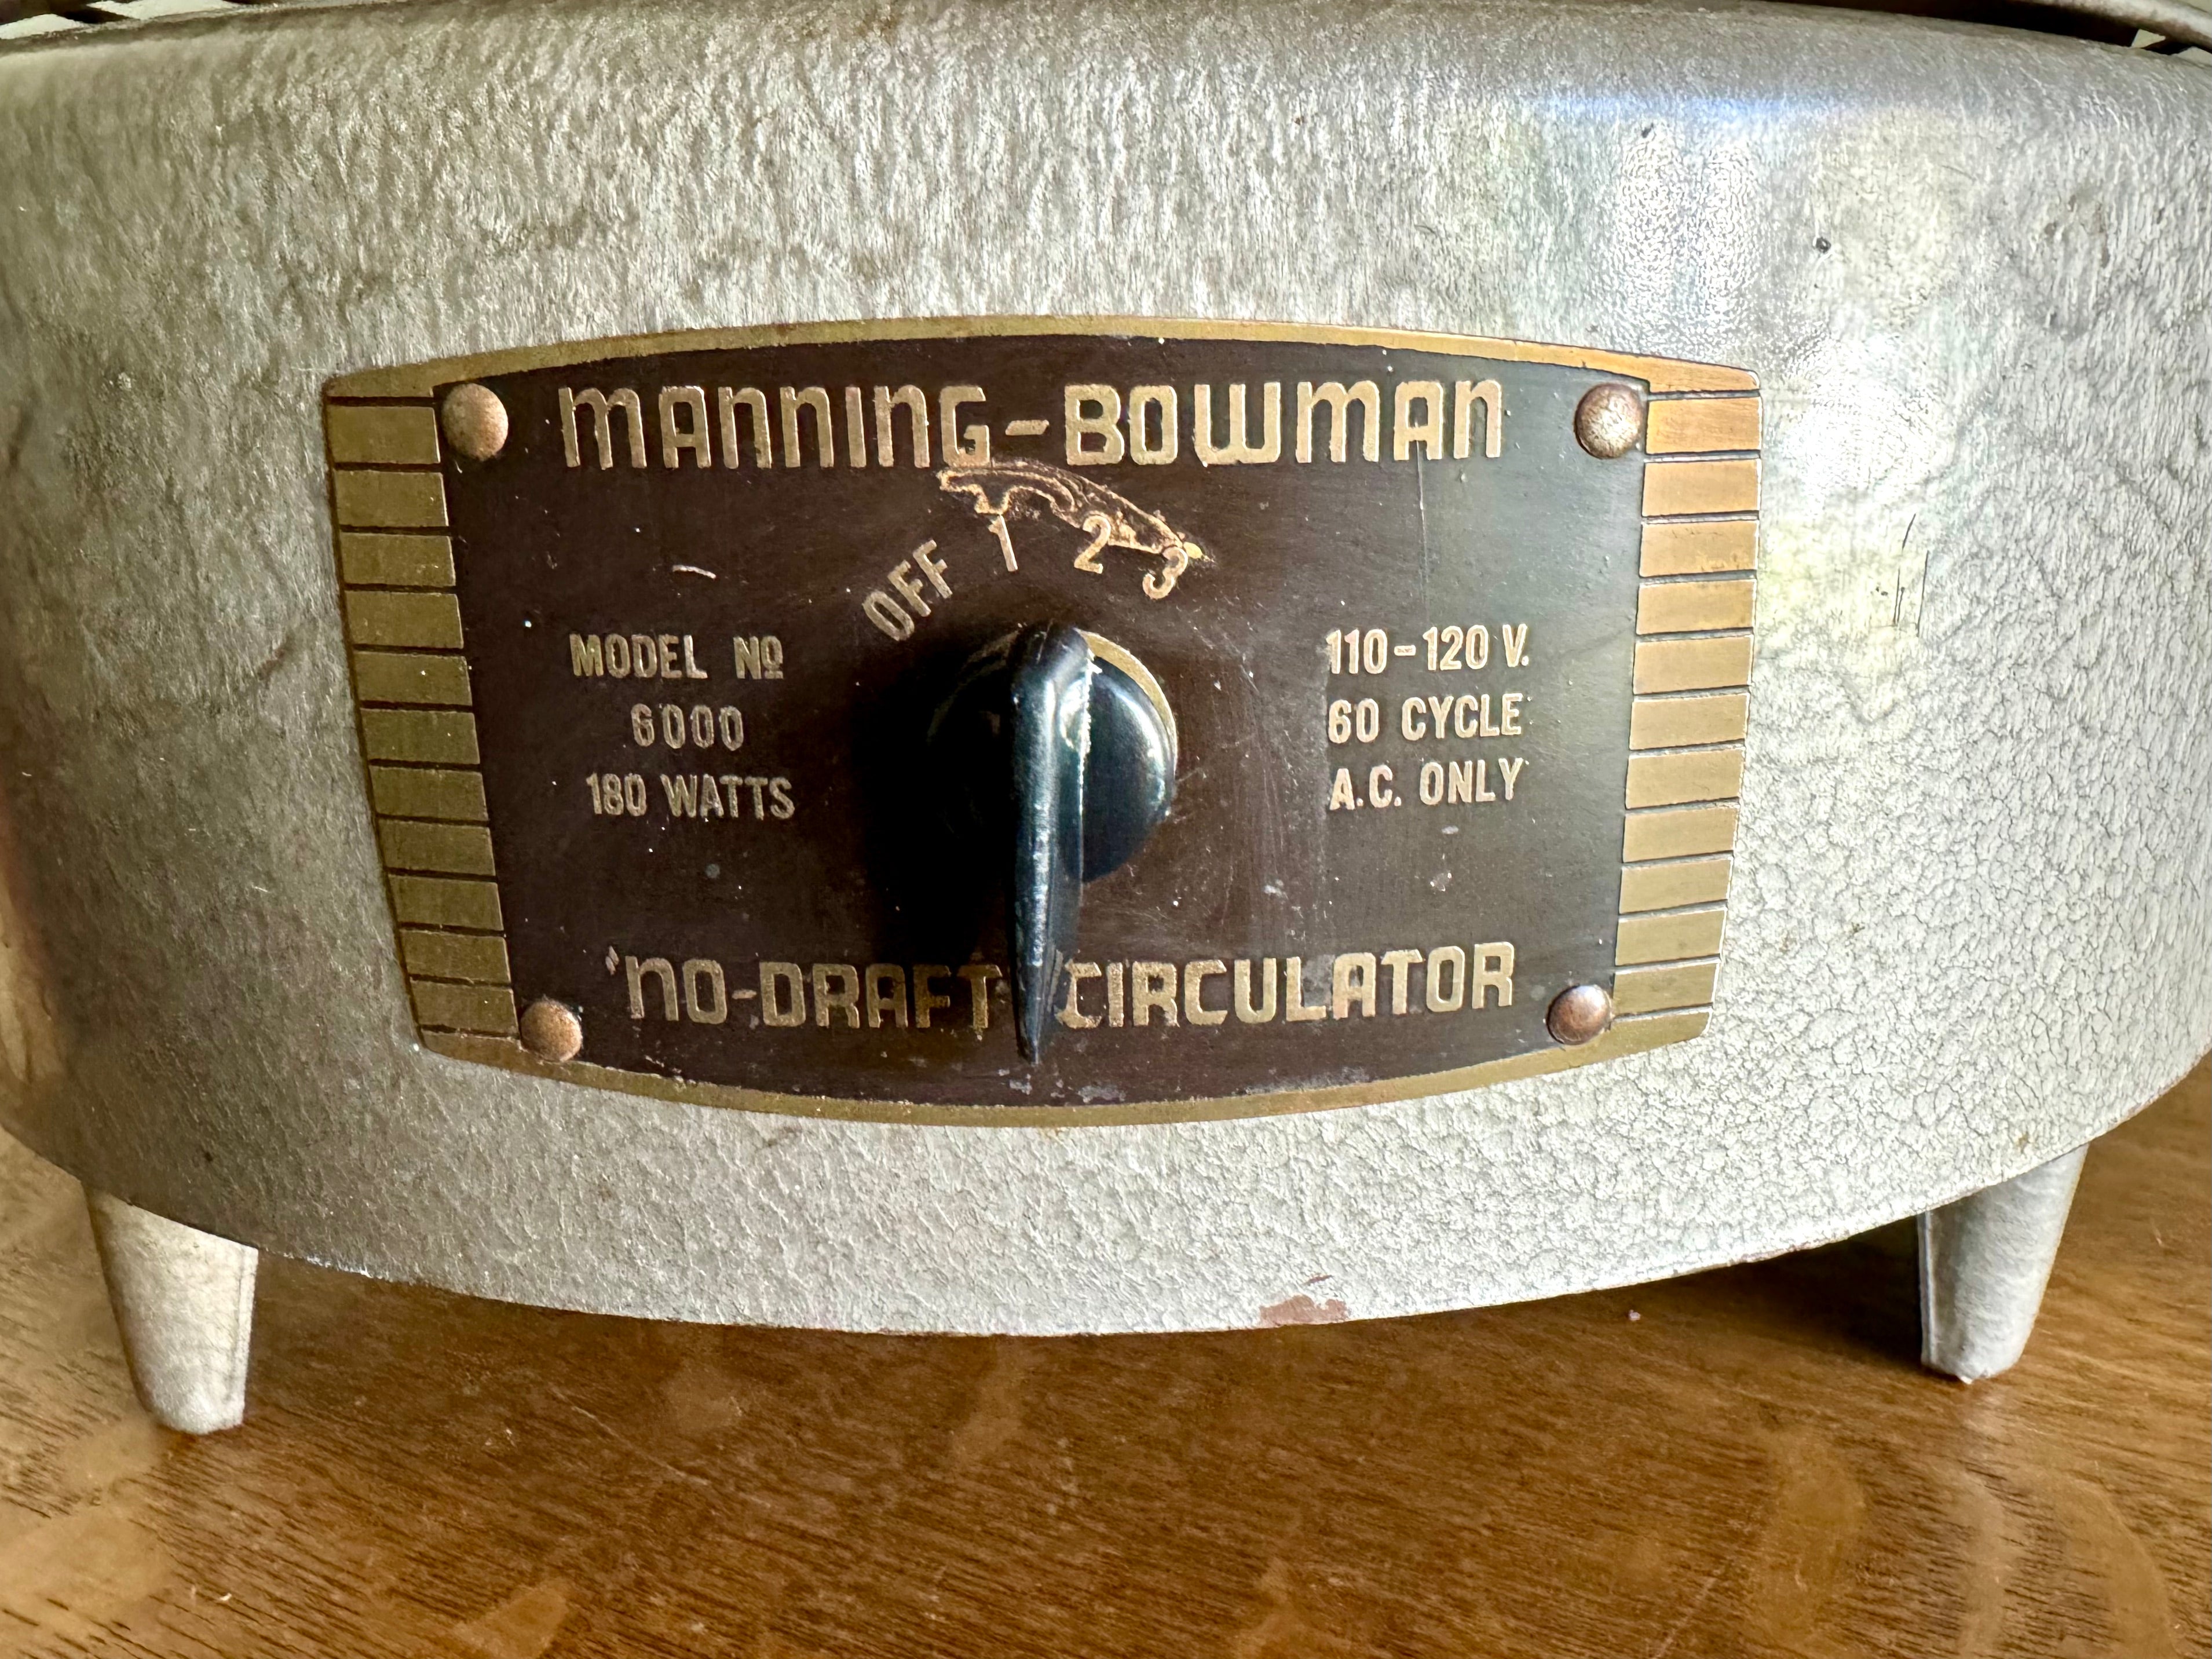 MANNING-BOWMAN
OFF 1 2 3
MODEL Nº
6000
180 WATTS
110-120 V.
60 CYCLE
A.C. ONLY
'NO-DRAFT CIRCULATOR